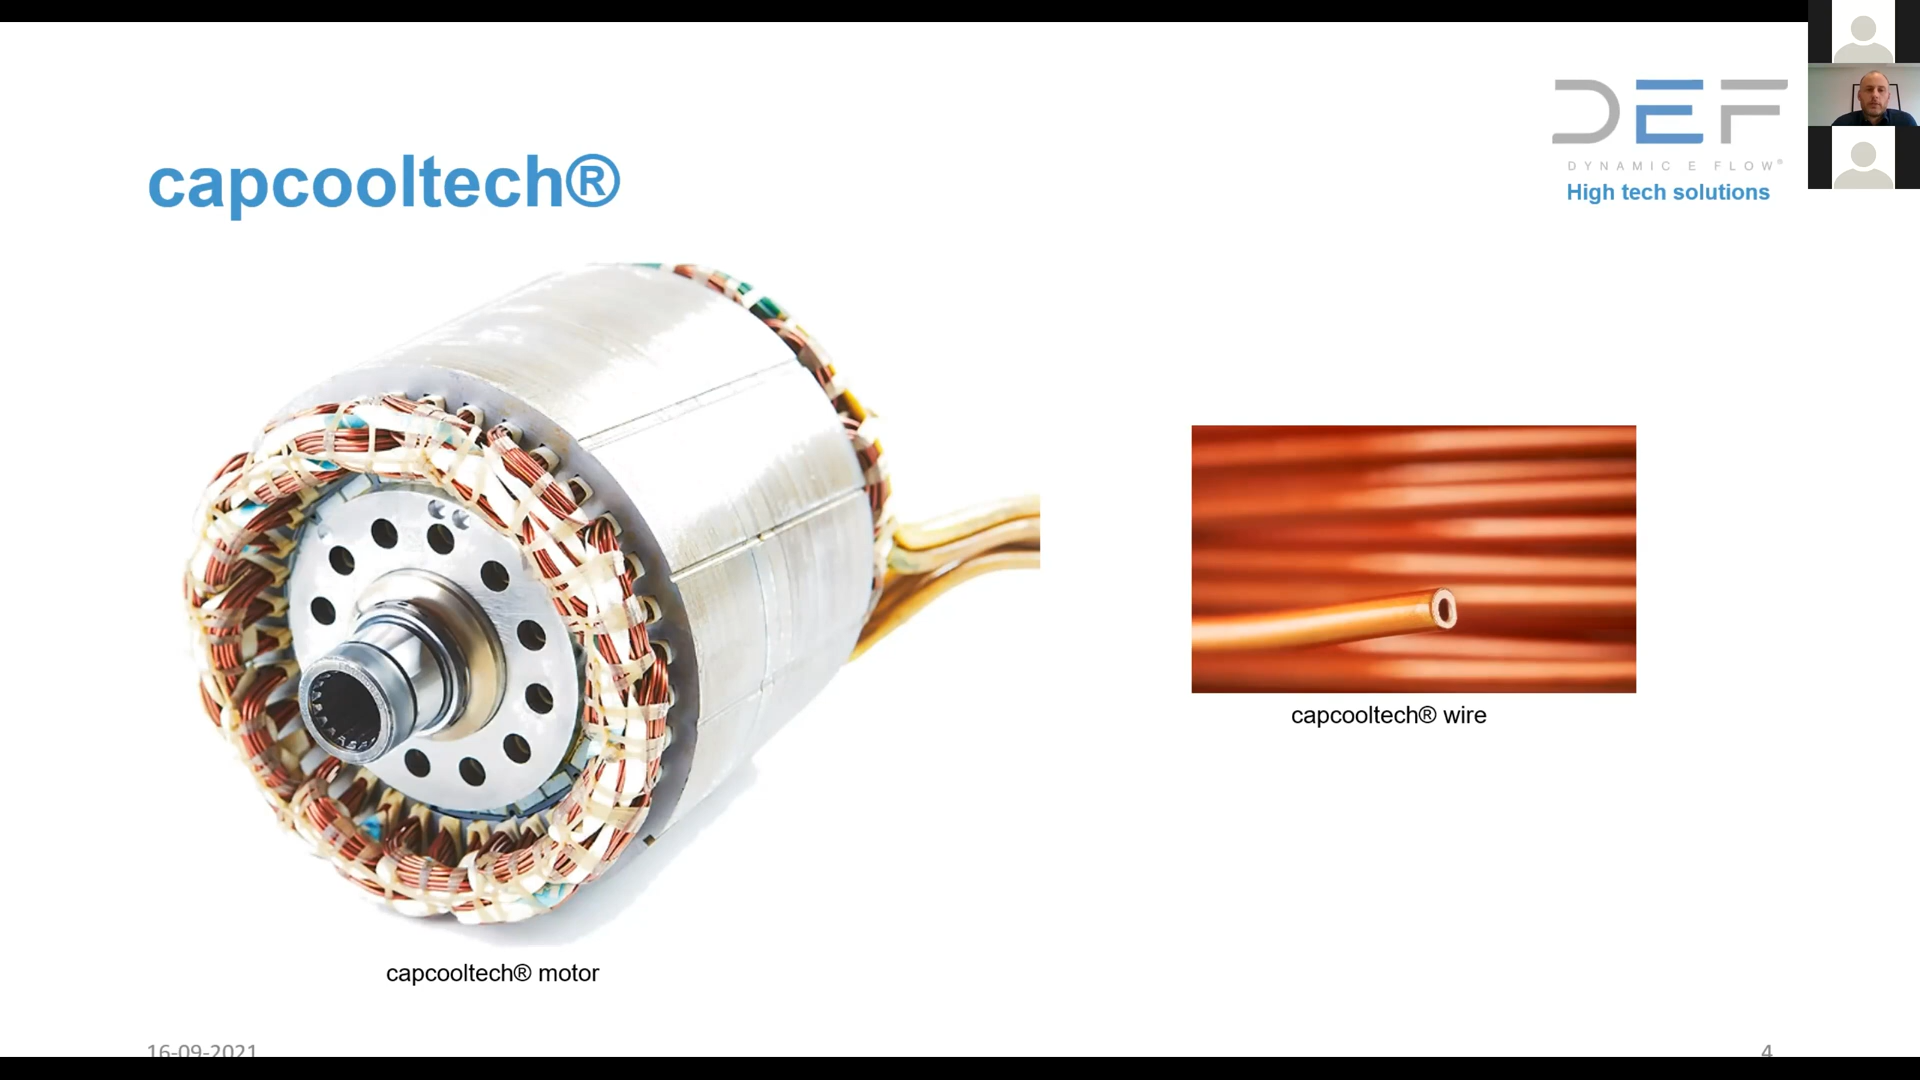 DEF
DYNAMIC E FLOW®
High tech solutions
capcooltech®
capcooltech® wire
capcooltech® motor
16-09-2021
4